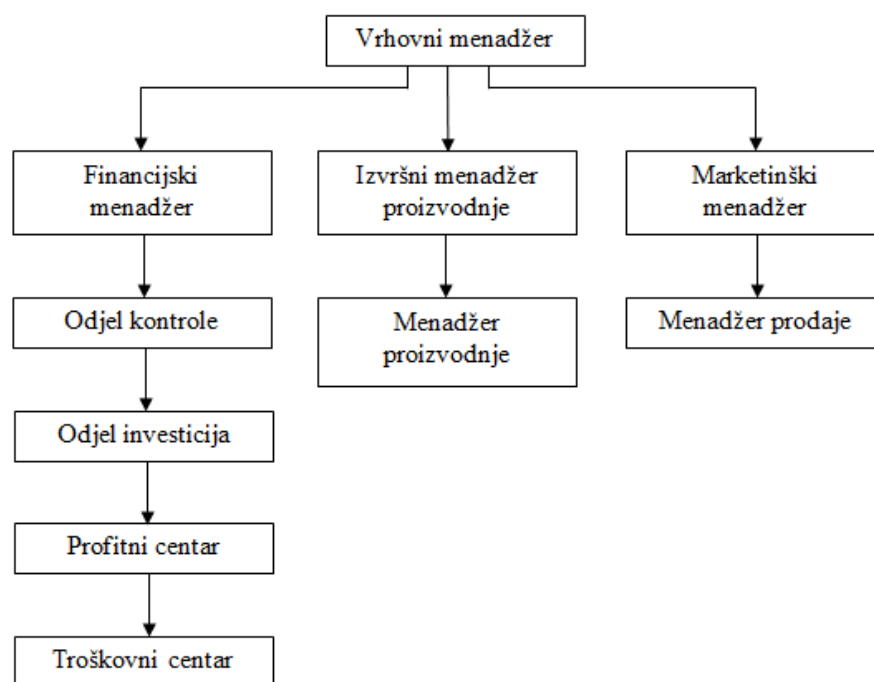 Vrhovni menadžer
Financijski
menadžer
Izvršni menadžer
proizvodnje
Marketinški
menadžer
Odjel kontrole
Menadžer
proizvodnje
Menadžer prodaje
Odjel investicija
Profitni centar
Troškovni centar